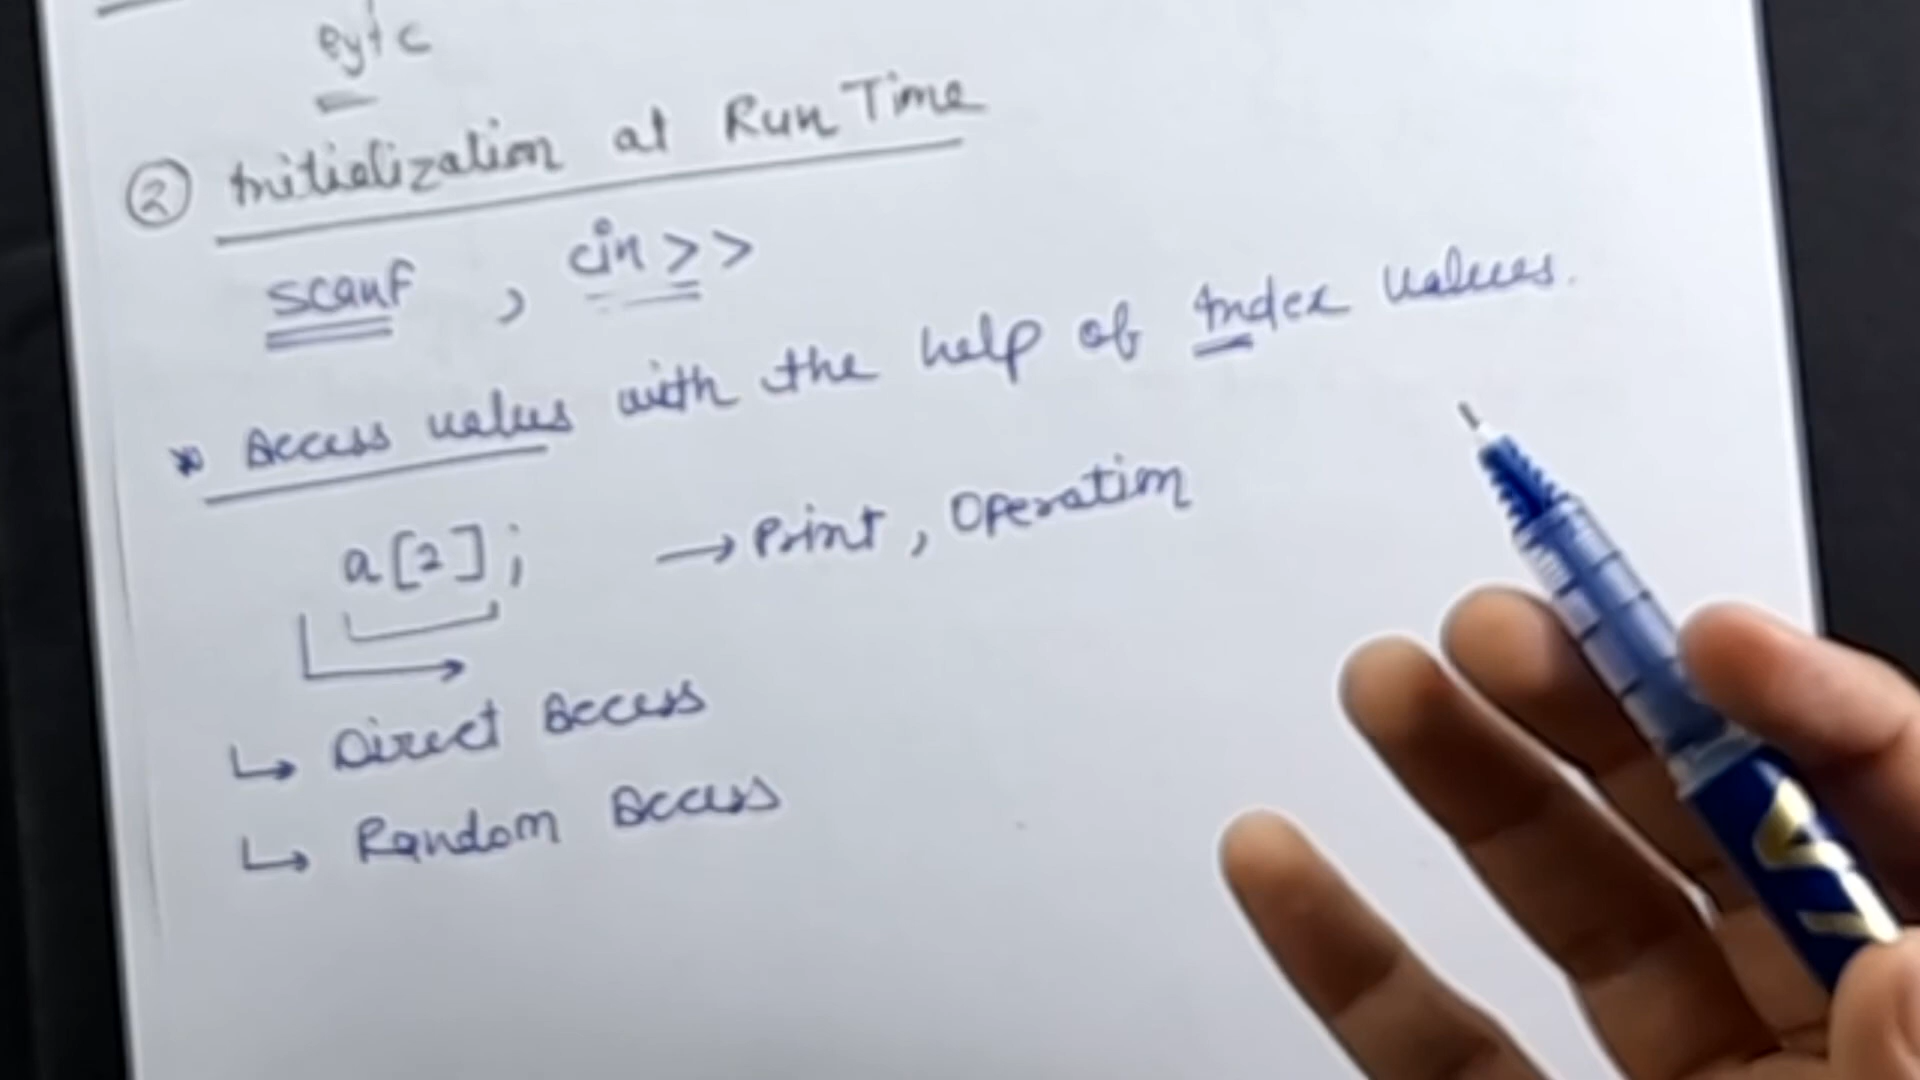 ② Initialization at Run Time
scanf , cin >>
* Access values with the help of Index values.
a[2]; → Print, Operation
↳ Direct Access
↳ Random Access